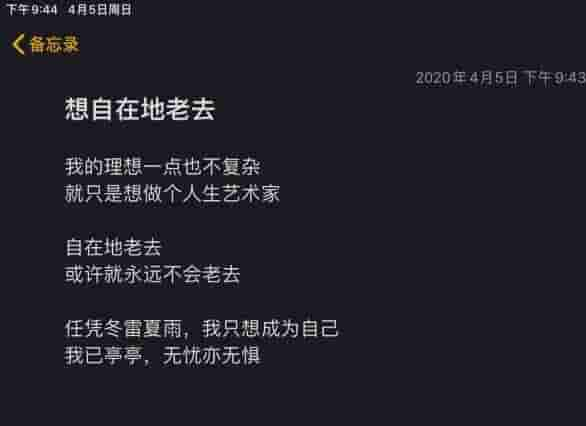 下午9:44 4月5日周日
备忘录
2020年4月5日 下午9:43
想自在地老去
我的理想一点也不复杂
就只是想做个人生艺术家
自在地老去
或许就永远不会老去
任凭冬雷夏雨，我只想成为自己
我已亭亭，无忧亦无惧